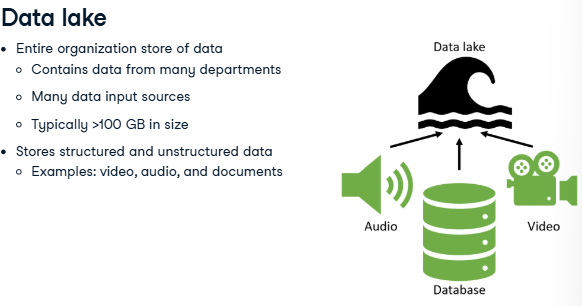 Data lake
• Entire organization store of data
Contains data from many departments
Many data input sources
Typically >100 GB in size
• Stores structured and unstructured data
Examples: video, audio, and documents
Data lake
Audio
Video
Database